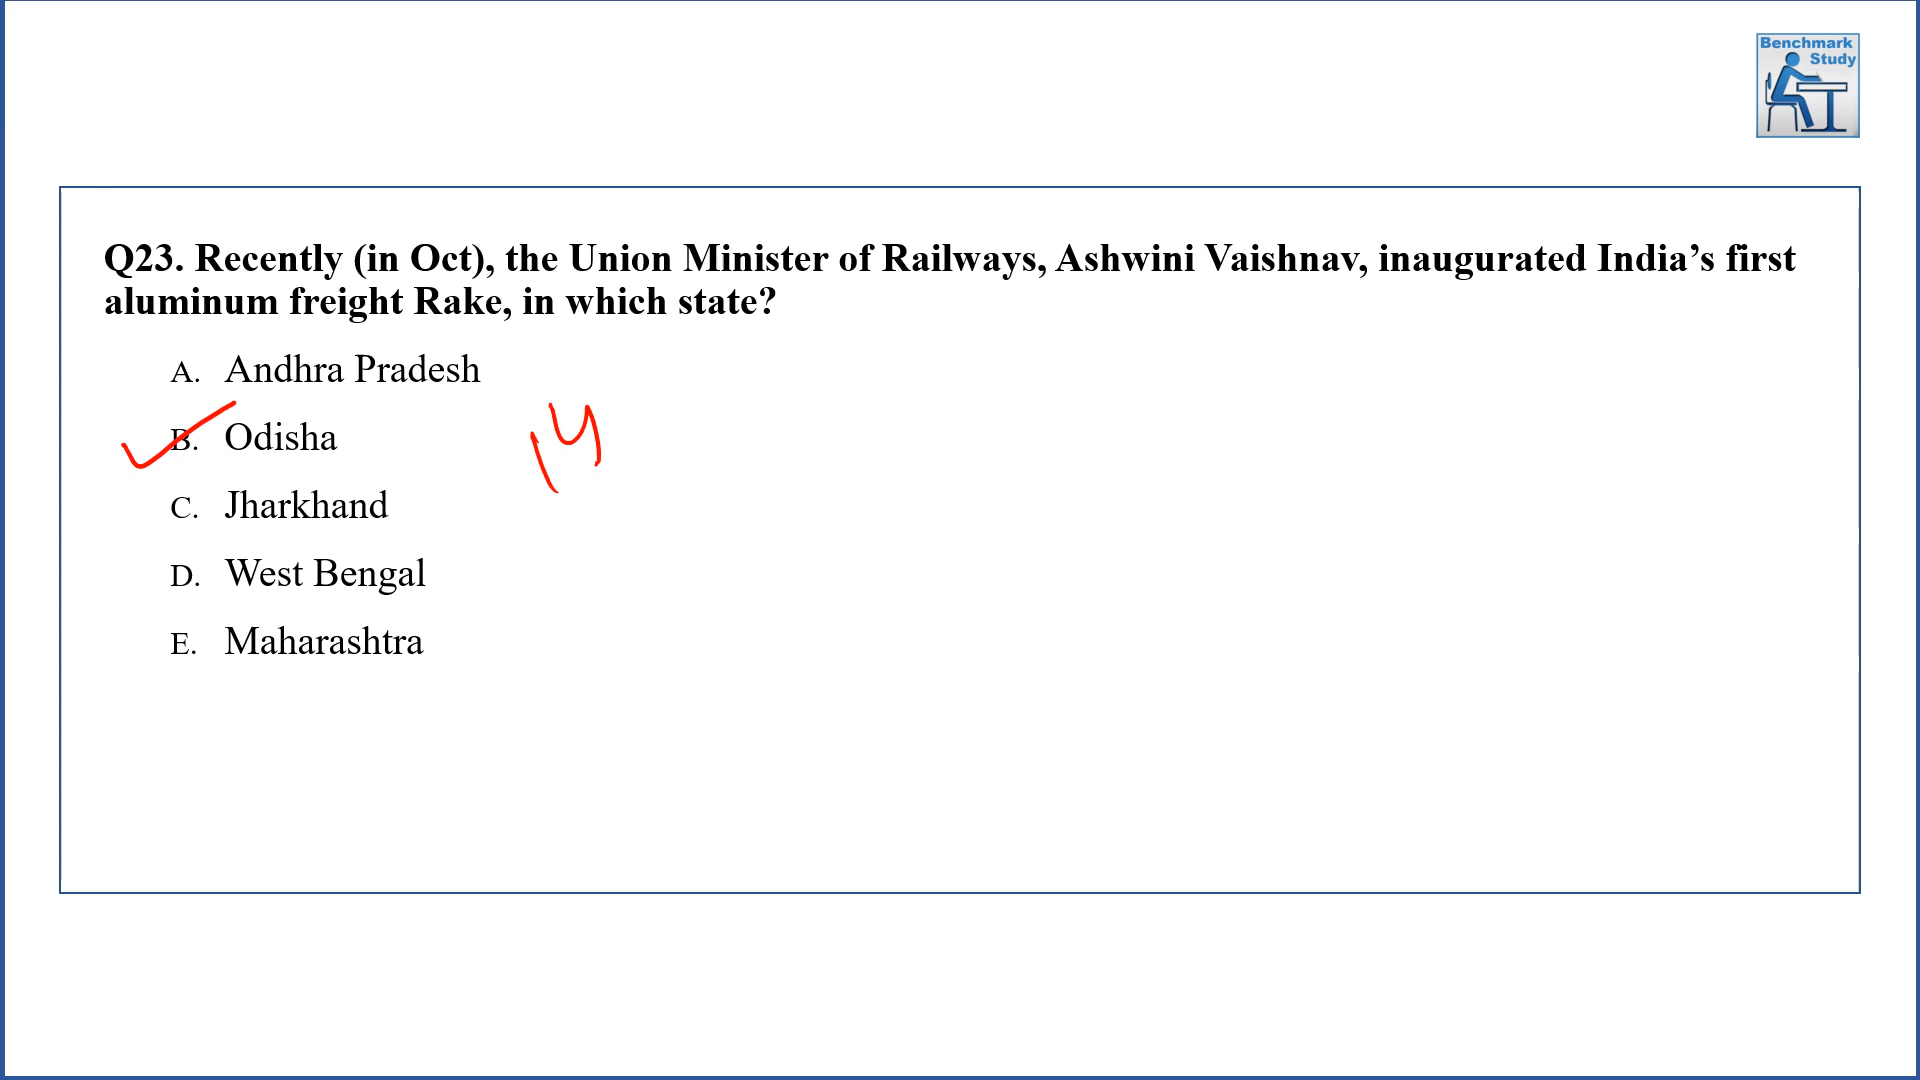 Benchmark
Study
Q23. Recently (in Oct), the Union Minister of Railways, Ashwini Vaishnav, inaugurated India’s first
aluminum freight Rake, in which state?
A. Andhra Pradesh
B. Odisha
C. Jharkhand
D. West Bengal
E. Maharashtra